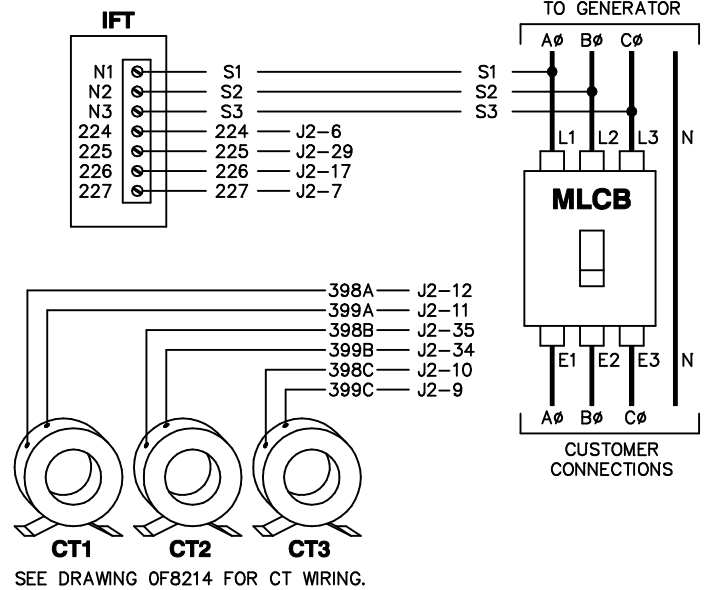 TO GENERATOR
IFT
AØ BØ CØ
N1 S1 S1
N2 S2 S2
N3 S3 S3
224 224 J2-6
225 225 J2-29
226 226 J2-17
227 227 J2-7
L1 L2 L3 N
MLCB
398A J2-12
399A J2-11
398B J2-35
399B J2-34
398C J2-10
399C J2-9
E1 E2 E3 N
AØ BØ CØ
CUSTOMER
CONNECTIONS
CT1 CT2 CT3
SEE DRAWING 0F8214 FOR CT WIRING.